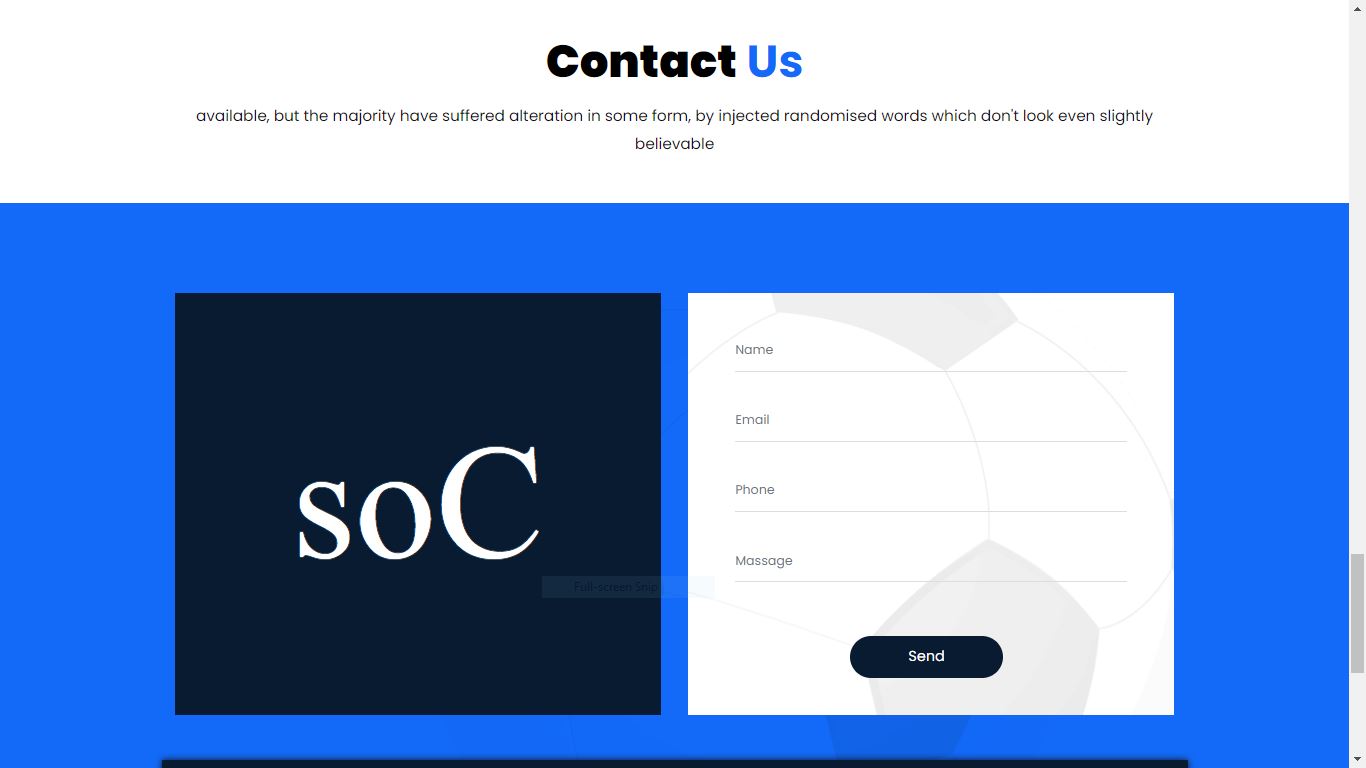 Contact Us
available, but the majority have suffered alteration in some form, by injected randomised words which don't look even slightly
believable
soC
Name
Email
Phone
Massage
Full-screen Snip
Send